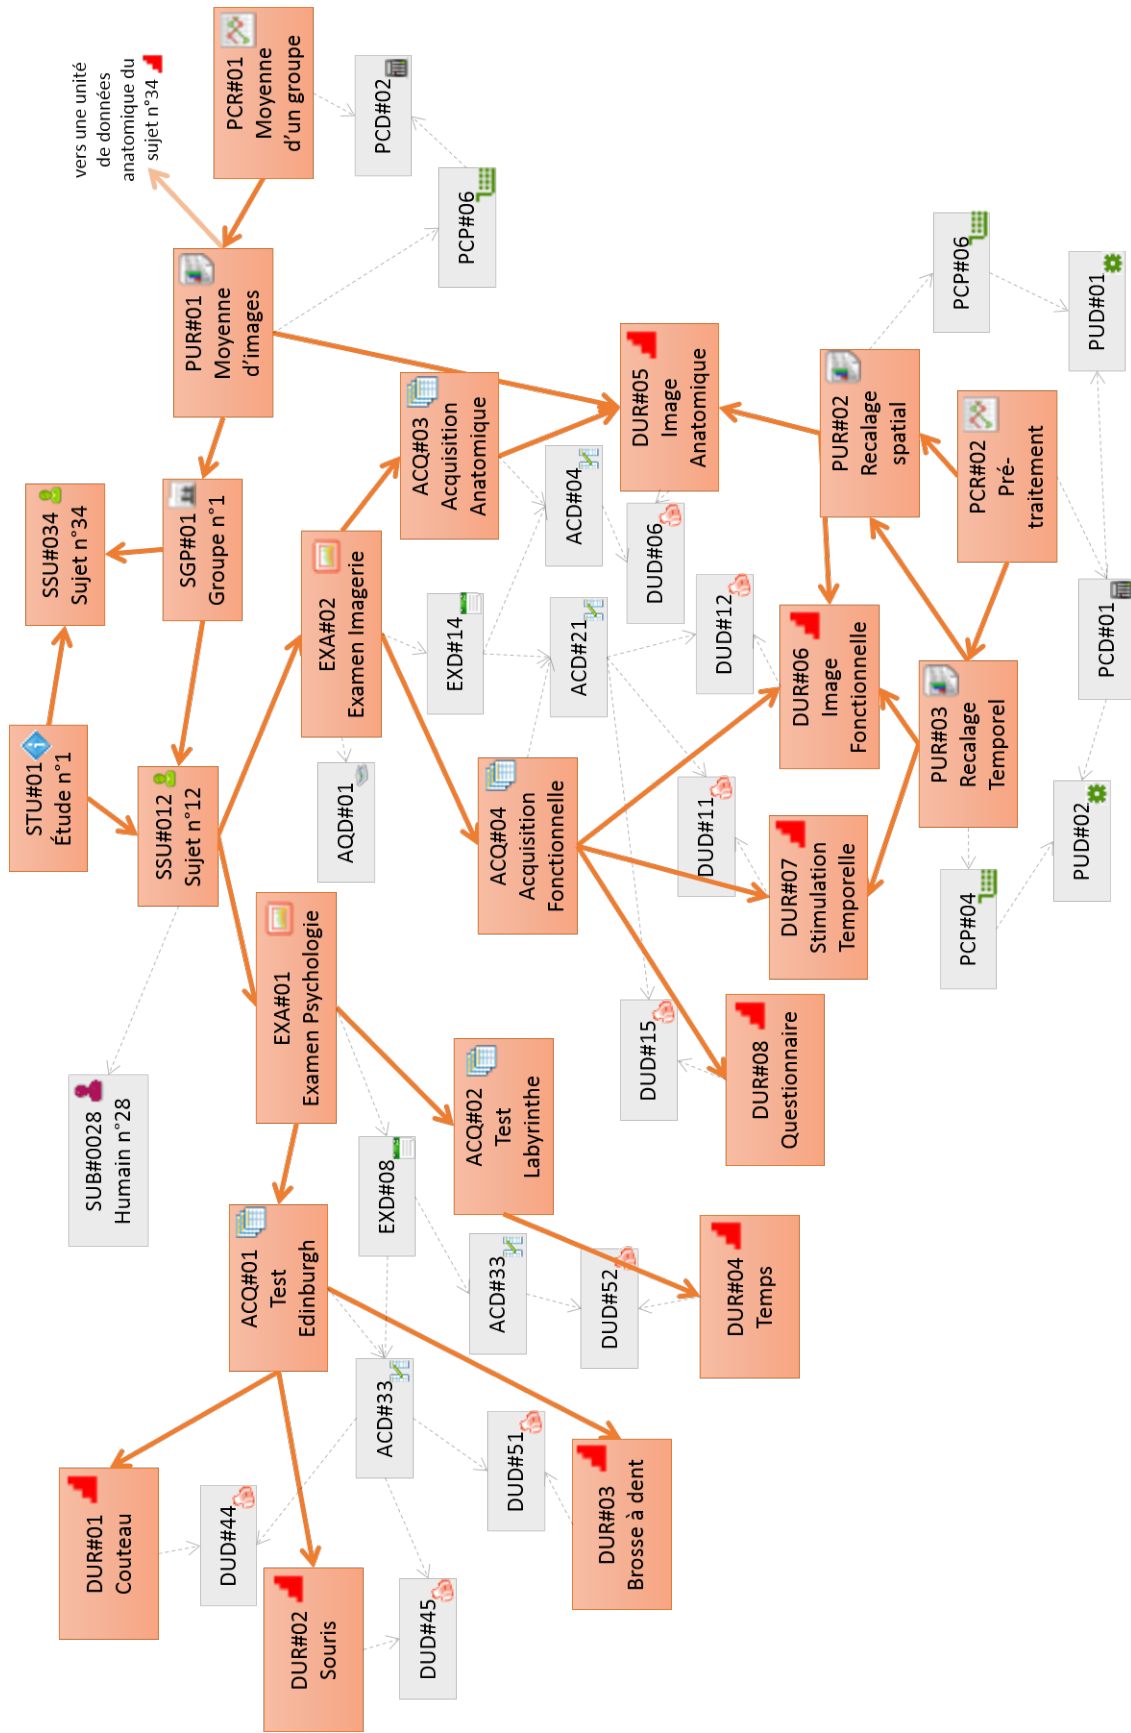 STU#01
Étude n°1
SSU#034
Sujet n°34
DUR#01
Couteau
SUB#0028
Humain n°28
vers une unité
de données
anatomique du
sujet n°34
SSU#012
Sujet n°12
SGP#01
Groupe n°1
PUR#01
Moyenne
d'images
DUD#44
PCR#01
Moyenne
d'un groupe
ACQ#01
Test
Edinburgh
EXA#01
Examen Psychologie
DUR#02
Souris
EXA#02
Examen Imagerie
AQD#01
ACD#33
EXD#08
PCD#02
DUD#45
ACQ#03
Acquisition
Anatomique
EXD#14
PCP#06
ACQ#02
Test
Labyrinthe
ACD#33
ACQ#04
Acquisition
Fonctionnelle
DUD#51
ACD#04
ACD#21
DUR#03
Brosse à dent
DUD#52
DUD#15
DUD#06
DUR#05
Image
Anatomique
DUD#11
DUD#12
DUR#04
Temps
DUR#08
Questionnaire
DUR#07
Stimulation
Temporelle
DUR#06
Image
Fonctionnelle
PUR#02
Recalage
spatial
PUR#03
Recalage
Temporel
PCP#06
PCP#04
PCR#02
Pré-
traitement
PUD#02
PCD#01
PUD#01